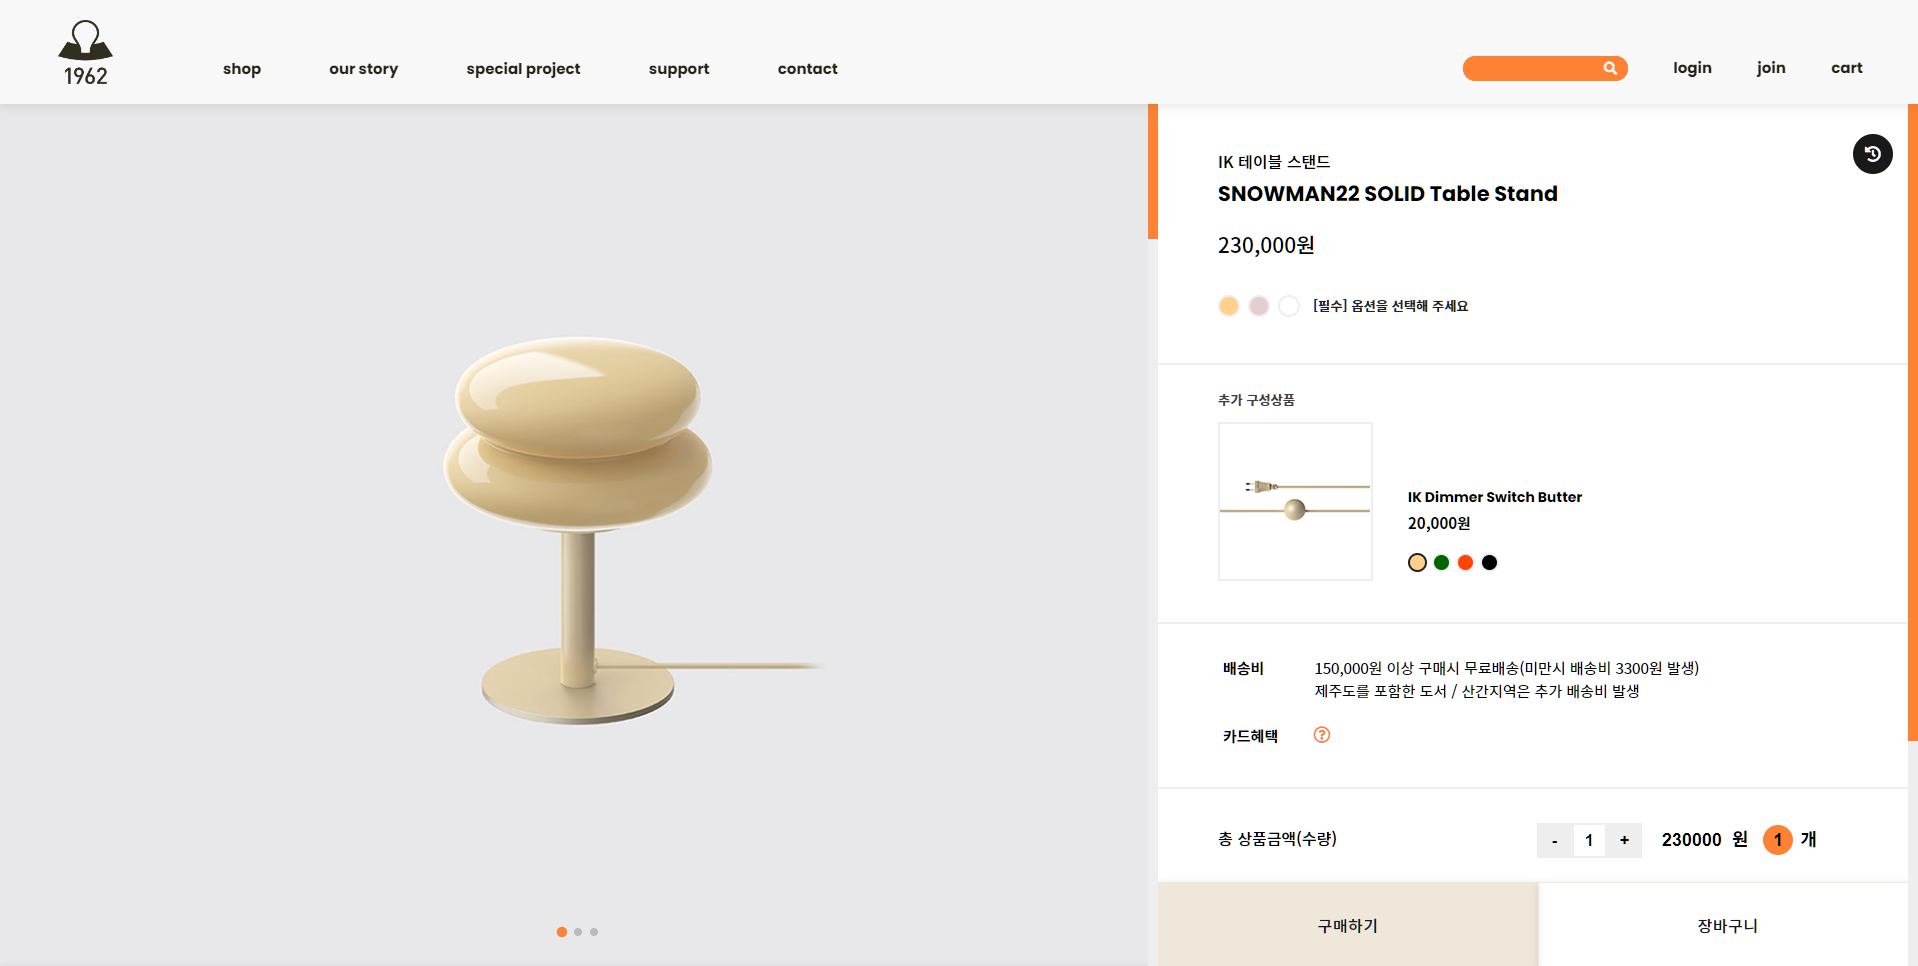 1962
shop
our story
special project
support
contact
login
join
cart
IK 테이블 스탠드
SNOWMAN22 SOLID Table Stand
230,000원
[필수] 옵션을 선택해 주세요
추가 구성상품
IK Dimmer Switch Butter
20,000원
배송비
150,000원 이상 구매시 무료배송(미만시 배송비 3300원 발생)
제주도를 포함한 도서 / 산간지역은 추가 배송비 발생
카드혜택
?
총 상품금액(수량)
- 1 + 230000 원 1 개
구매하기
장바구니